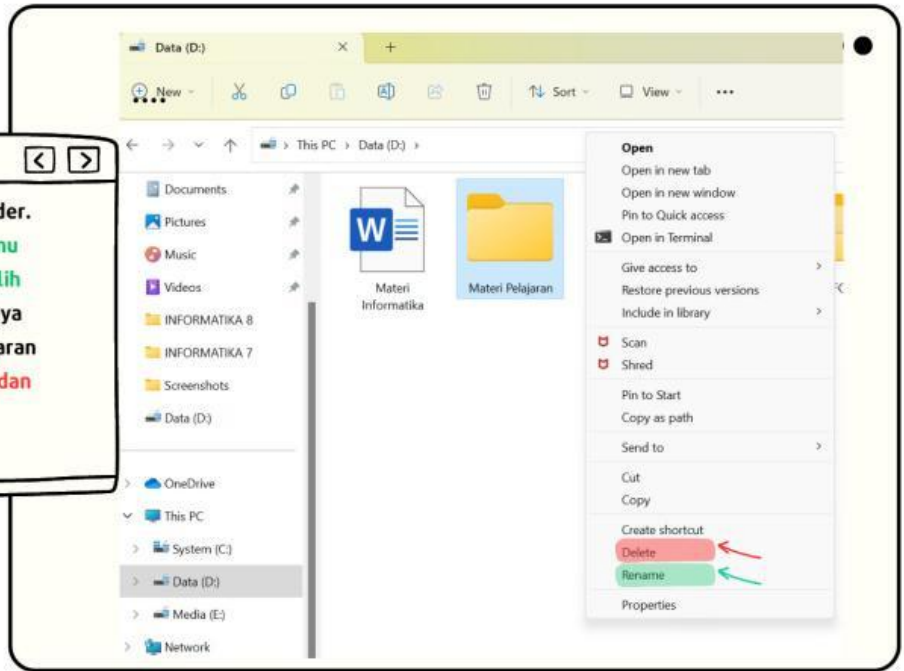 Data (D:)
New
Sort
View
This PC > Data (D:) >
der.
nu
lih
ya
aran
dan
Documents
Pictures
Music
Videos
INFORMATIKA 8
INFORMATIKA 7
Screenshots
Data (D:)
OneDrive
This PC
System (C:)
Data (D:)
Media (E:)
Network
W
Materi
Informatika
Materi Pelajaran
Open
Open in new tab
Open in new window
Pin to Quick access
Open in Terminal
Give access to
Restore previous versions
Include in library
Scan
Shred
Pin to Start
Copy as path
Send to
Cut
Copy
Create shortcut
Delete
Rename
Properties